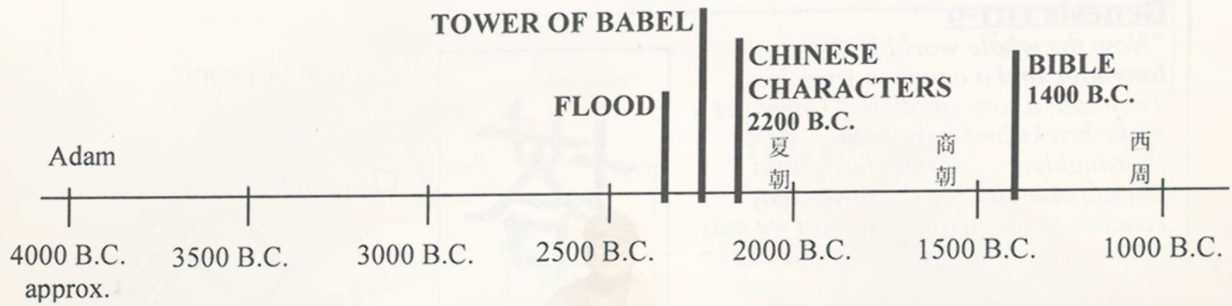 TOWER OF BABEL
CHINESE
CHARACTERS
2200 B.C.
FLOOD
BIBLE
1400 B.C.
Adam
夏朝
商朝
西周
4000 B.C.
approx.
3500 B.C.
3000 B.C.
2500 B.C.
2000 B.C.
1500 B.C.
1000 B.C.